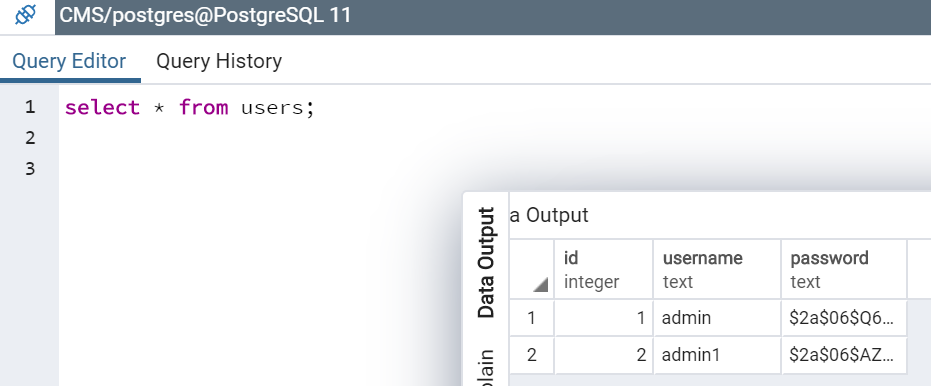 CMS/postgres@PostgreSQL 11
Query Editor Query History
1 select * from users;
2
3
Data Output
a Output
id username password
integer text text
1 1 admin $2a$06$Q6...
2 2 admin1 $2a$06$AZ...
plain